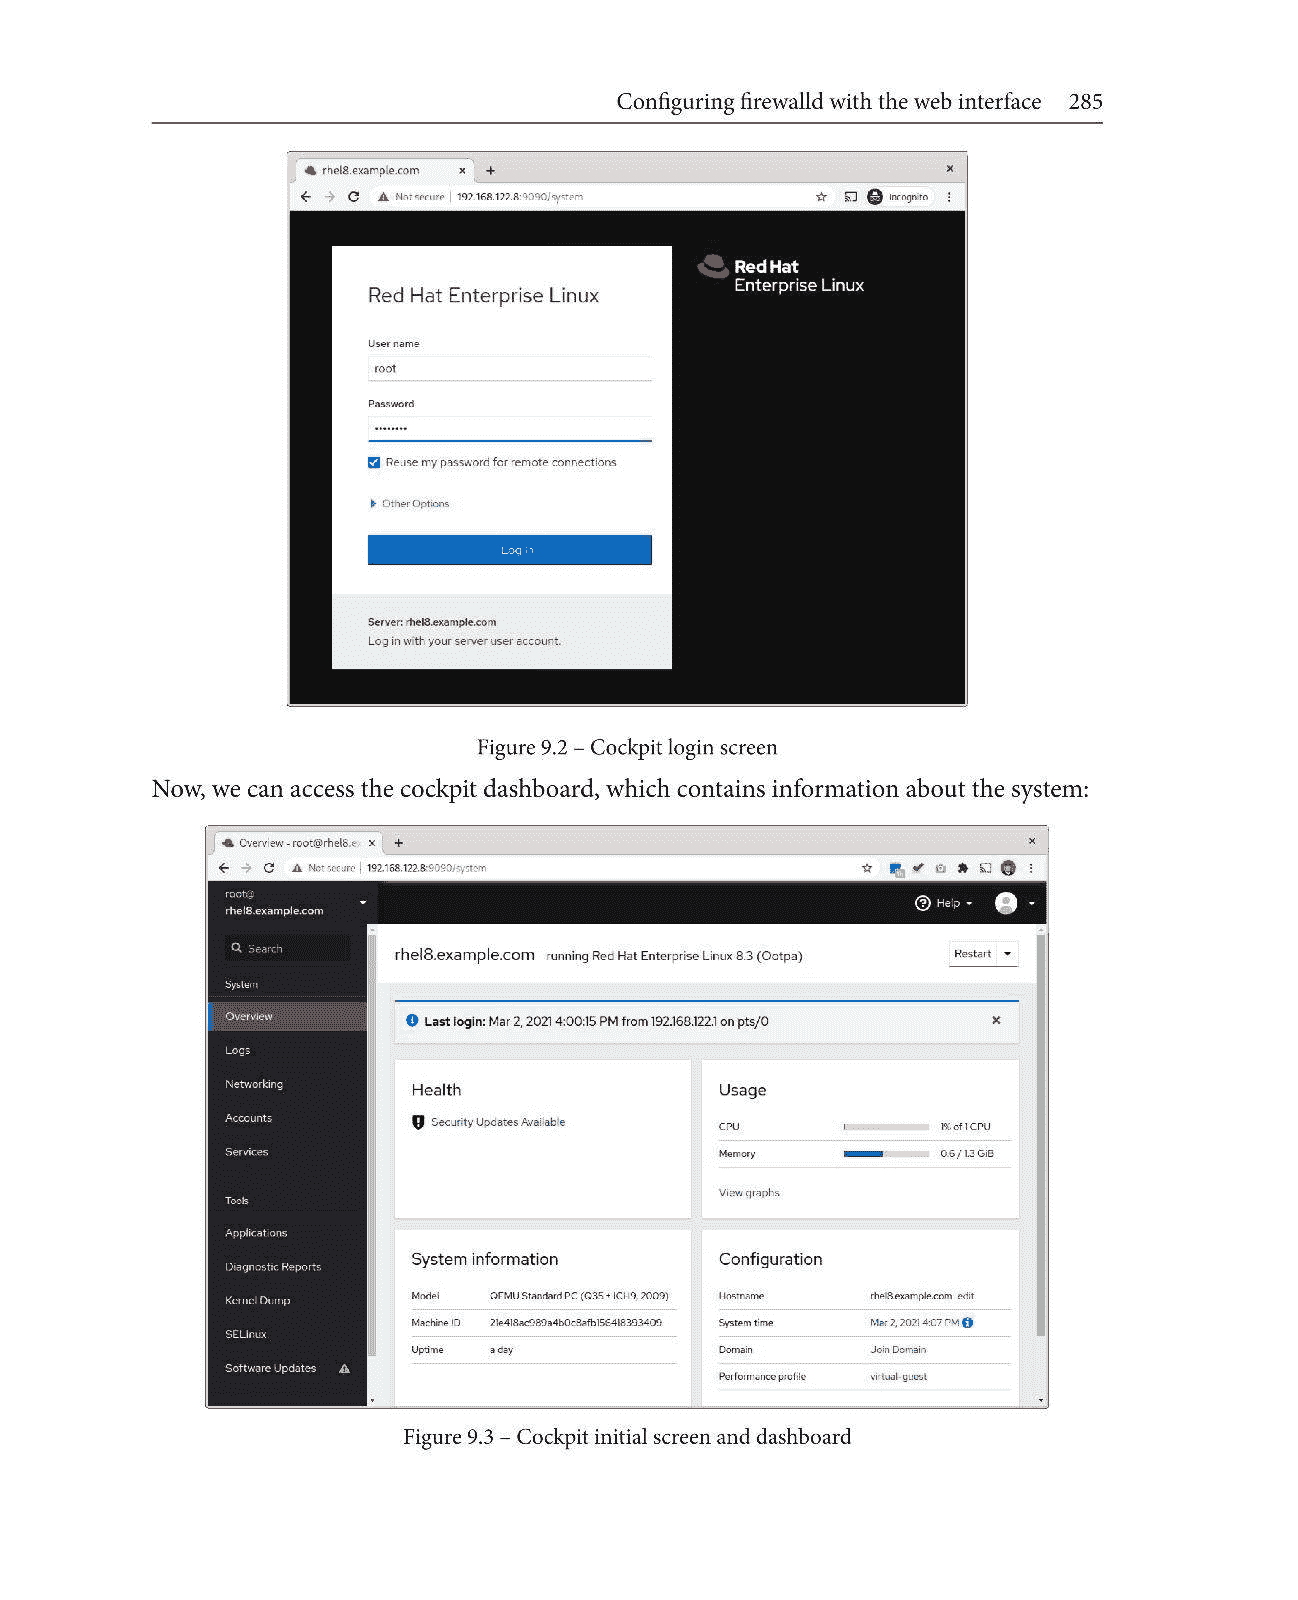 Configuring firewalld with the web interface 285
rhel8.example.com
Not secure 192.168.122.8:9090/system Incognito
Red Hat
Enterprise Linux
Red Hat Enterprise Linux
User name
root
Password
••••••••
Reuse my password for remote connections
Other Options
Log in
Server: rhel8.example.com
Log in with your server user account.
Figure 9.2 – Cockpit login screen
Now, we can access the cockpit dashboard, which contains information about the system:
Overview - root@rhel8.ex
Not secure 192.168.122.8:9090/system
root@
rhel8.example.com
Help
Search
rhel8.example.com running Red Hat Enterprise Linux 8.3 (Ootpa)
Restart
System
Overview
Logs
Networking
Accounts
Services
Tools
Applications
Diagnostic Reports
Kernel Dump
SELinux
Software Updates
Last login: Mar 2, 2021 4:00:15 PM from 192.168.122.1 on pts/0
Health
Security Updates Available
Usage
CPU 1% of 1 CPU
Memory 0.6 / 1.3 GiB
View graphs
System information
Model QEMU Standard PC (Q35 + ICH9, 2009)
Machine ID 21e418ac989a4b0c8afb156418393409
Uptime a day
Configuration
Hostname rhel8.example.com edit
System time Mar 2, 2021 4:07 PM
Domain Join Domain
Performance profile virtual-guest
Figure 9.3 – Cockpit initial screen and dashboard